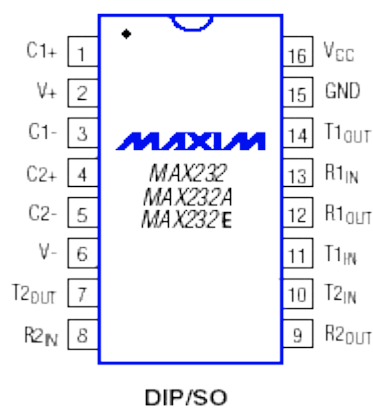 C1+ 1 16 VCC
V+ 2 15 GND
C1- 3 MAXIM 14 T1OUT
C2+ 4 MAX232 13 R1IN
MAX232A
C2- 5 MAX232E 12 R1OUT
V- 6 11 T1IN
T2OUT 7 10 T2IN
R2IN 8 9 R2OUT
DIP/SO